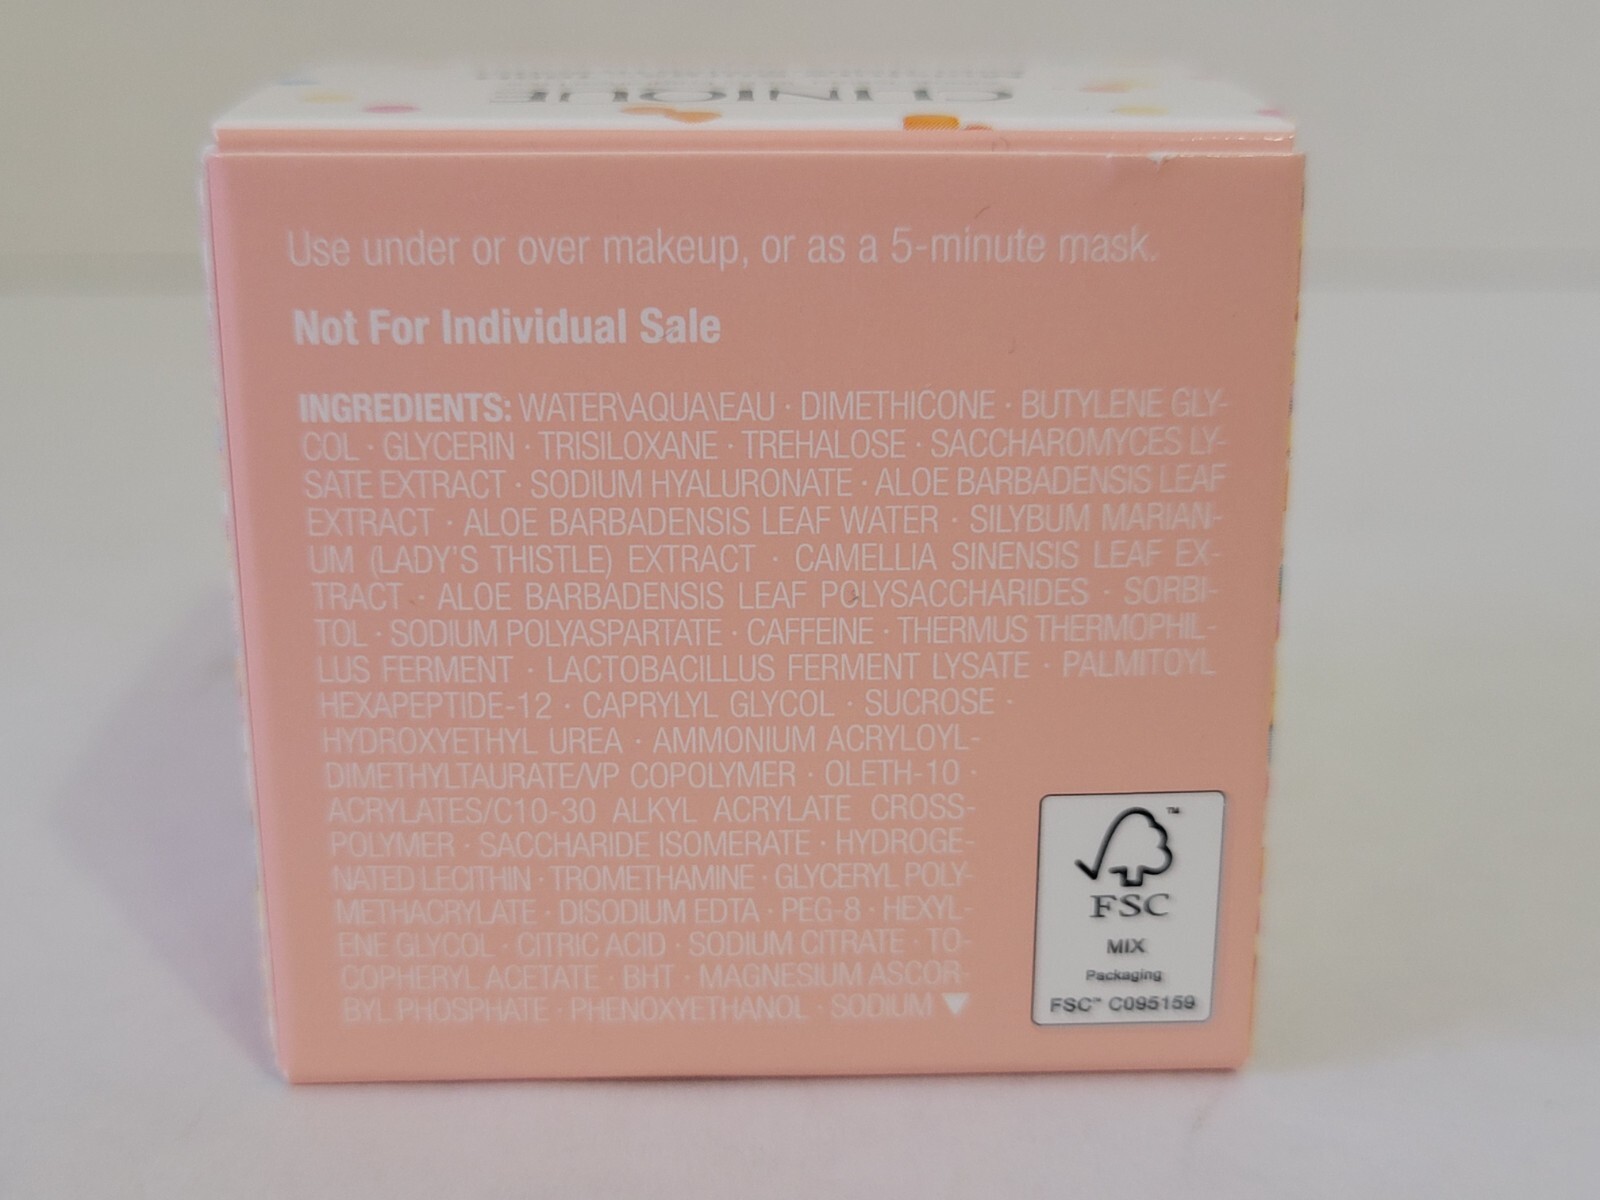 CLINIQUE
Use under or over makeup, or as a 5-minute mask.
Not For Individual Sale
INGREDIENTS: WATER\AQUA\EAU · DIMETHICONE · BUTYLENE GLY-
COL · GLYCERIN · TRISILOXANE · TREHALOSE · SACCHAROMYCES LY-
SATE EXTRACT · SODIUM HYALURONATE · ALOE BARBADENSIS LEAF
EXTRACT · ALOE BARBADENSIS LEAF WATER · SILYBUM MARIAN-
UM (LADY'S THISTLE) EXTRACT · CAMELLIA SINENSIS LEAF EX-
TRACT · ALOE BARBADENSIS LEAF POLYSACCHARIDES · SORBI-
TOL · SODIUM POLYASPARTATE · CAFFEINE · THERMUS THERMOPHIL-
LUS FERMENT · LACTOBACILLUS FERMENT LYSATE · PALMITOYL
HEXAPEPTIDE-12 · CAPRYLYL GLYCOL · SUCROSE ·
HYDROXYETHYL UREA · AMMONIUM ACRYLOYL-
DIMETHYLTAURATE/VP COPOLYMER · OLETH-10 ·
ACRYLATES/C10-30 ALKYL ACRYLATE CROSS-
POLYMER · SACCHARIDE ISOMERATE · HYDROGE-
NATED LECITHIN · TROMETHAMINE · GLYCERYL POLY-
METHACRYLATE · DISODIUM EDTA · PEG-8 · HEXYL-
ENE GLYCOL · CITRIC ACID · SODIUM CITRATE · TO-
COPHERYL ACETATE · BHT · MAGNESIUM ASCOR-
BYL PHOSPHATE · PHENOXYETHANOL · SODIUM ▼
™
FSC
MIX
Packaging
FSC™ C095159